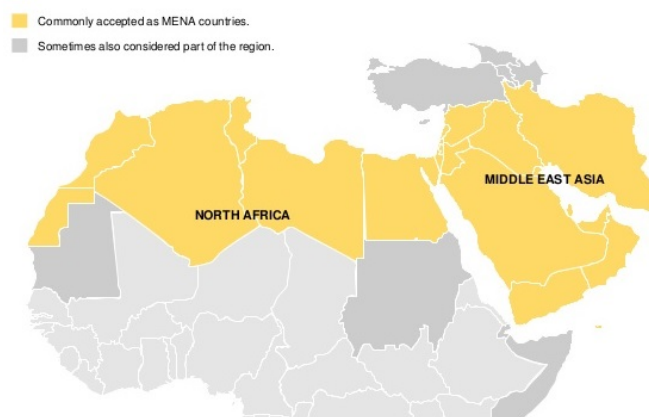 Commonly accepted as MENA countries.
Sometimes also considered part of the region.
MIDDLE EAST ASIA
NORTH AFRICA